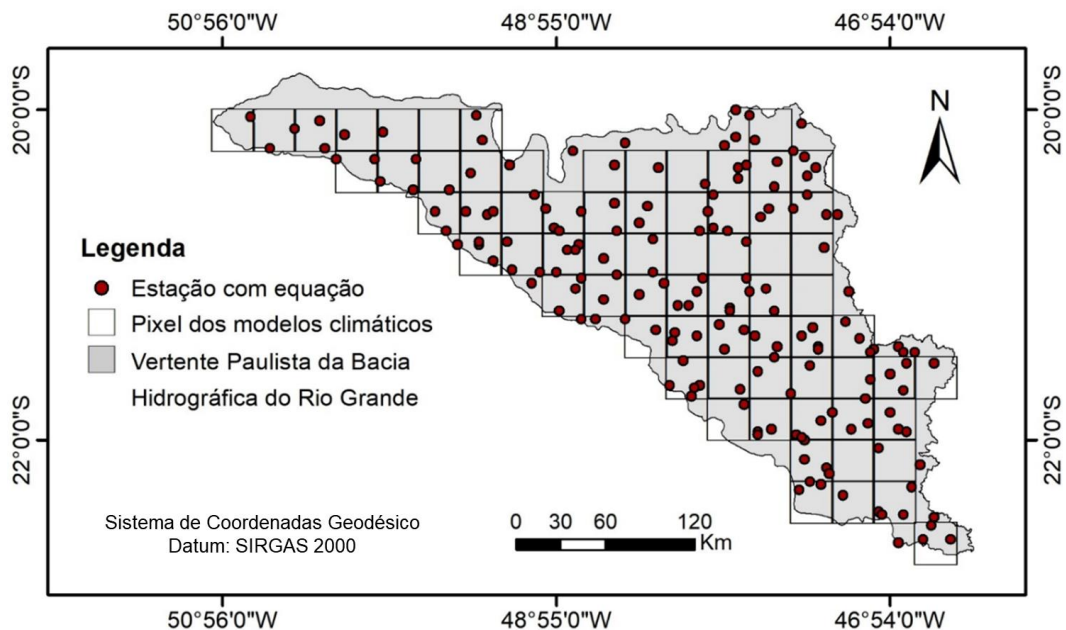 50°56'0"W 48°55'0"W 46°54'0"W
20°0'0"S
20°0'0"S
N
Legenda
Estação com equação
Pixel dos modelos climáticos
Vertente Paulista da Bacia
Hidrográfica do Rio Grande
22°0'0"S
22°0'0"S
Sistema de Coordenadas Geodésico
Datum: SIRGAS 2000
0 30 60 120
Km
50°56'0"W 48°55'0"W 46°54'0"W